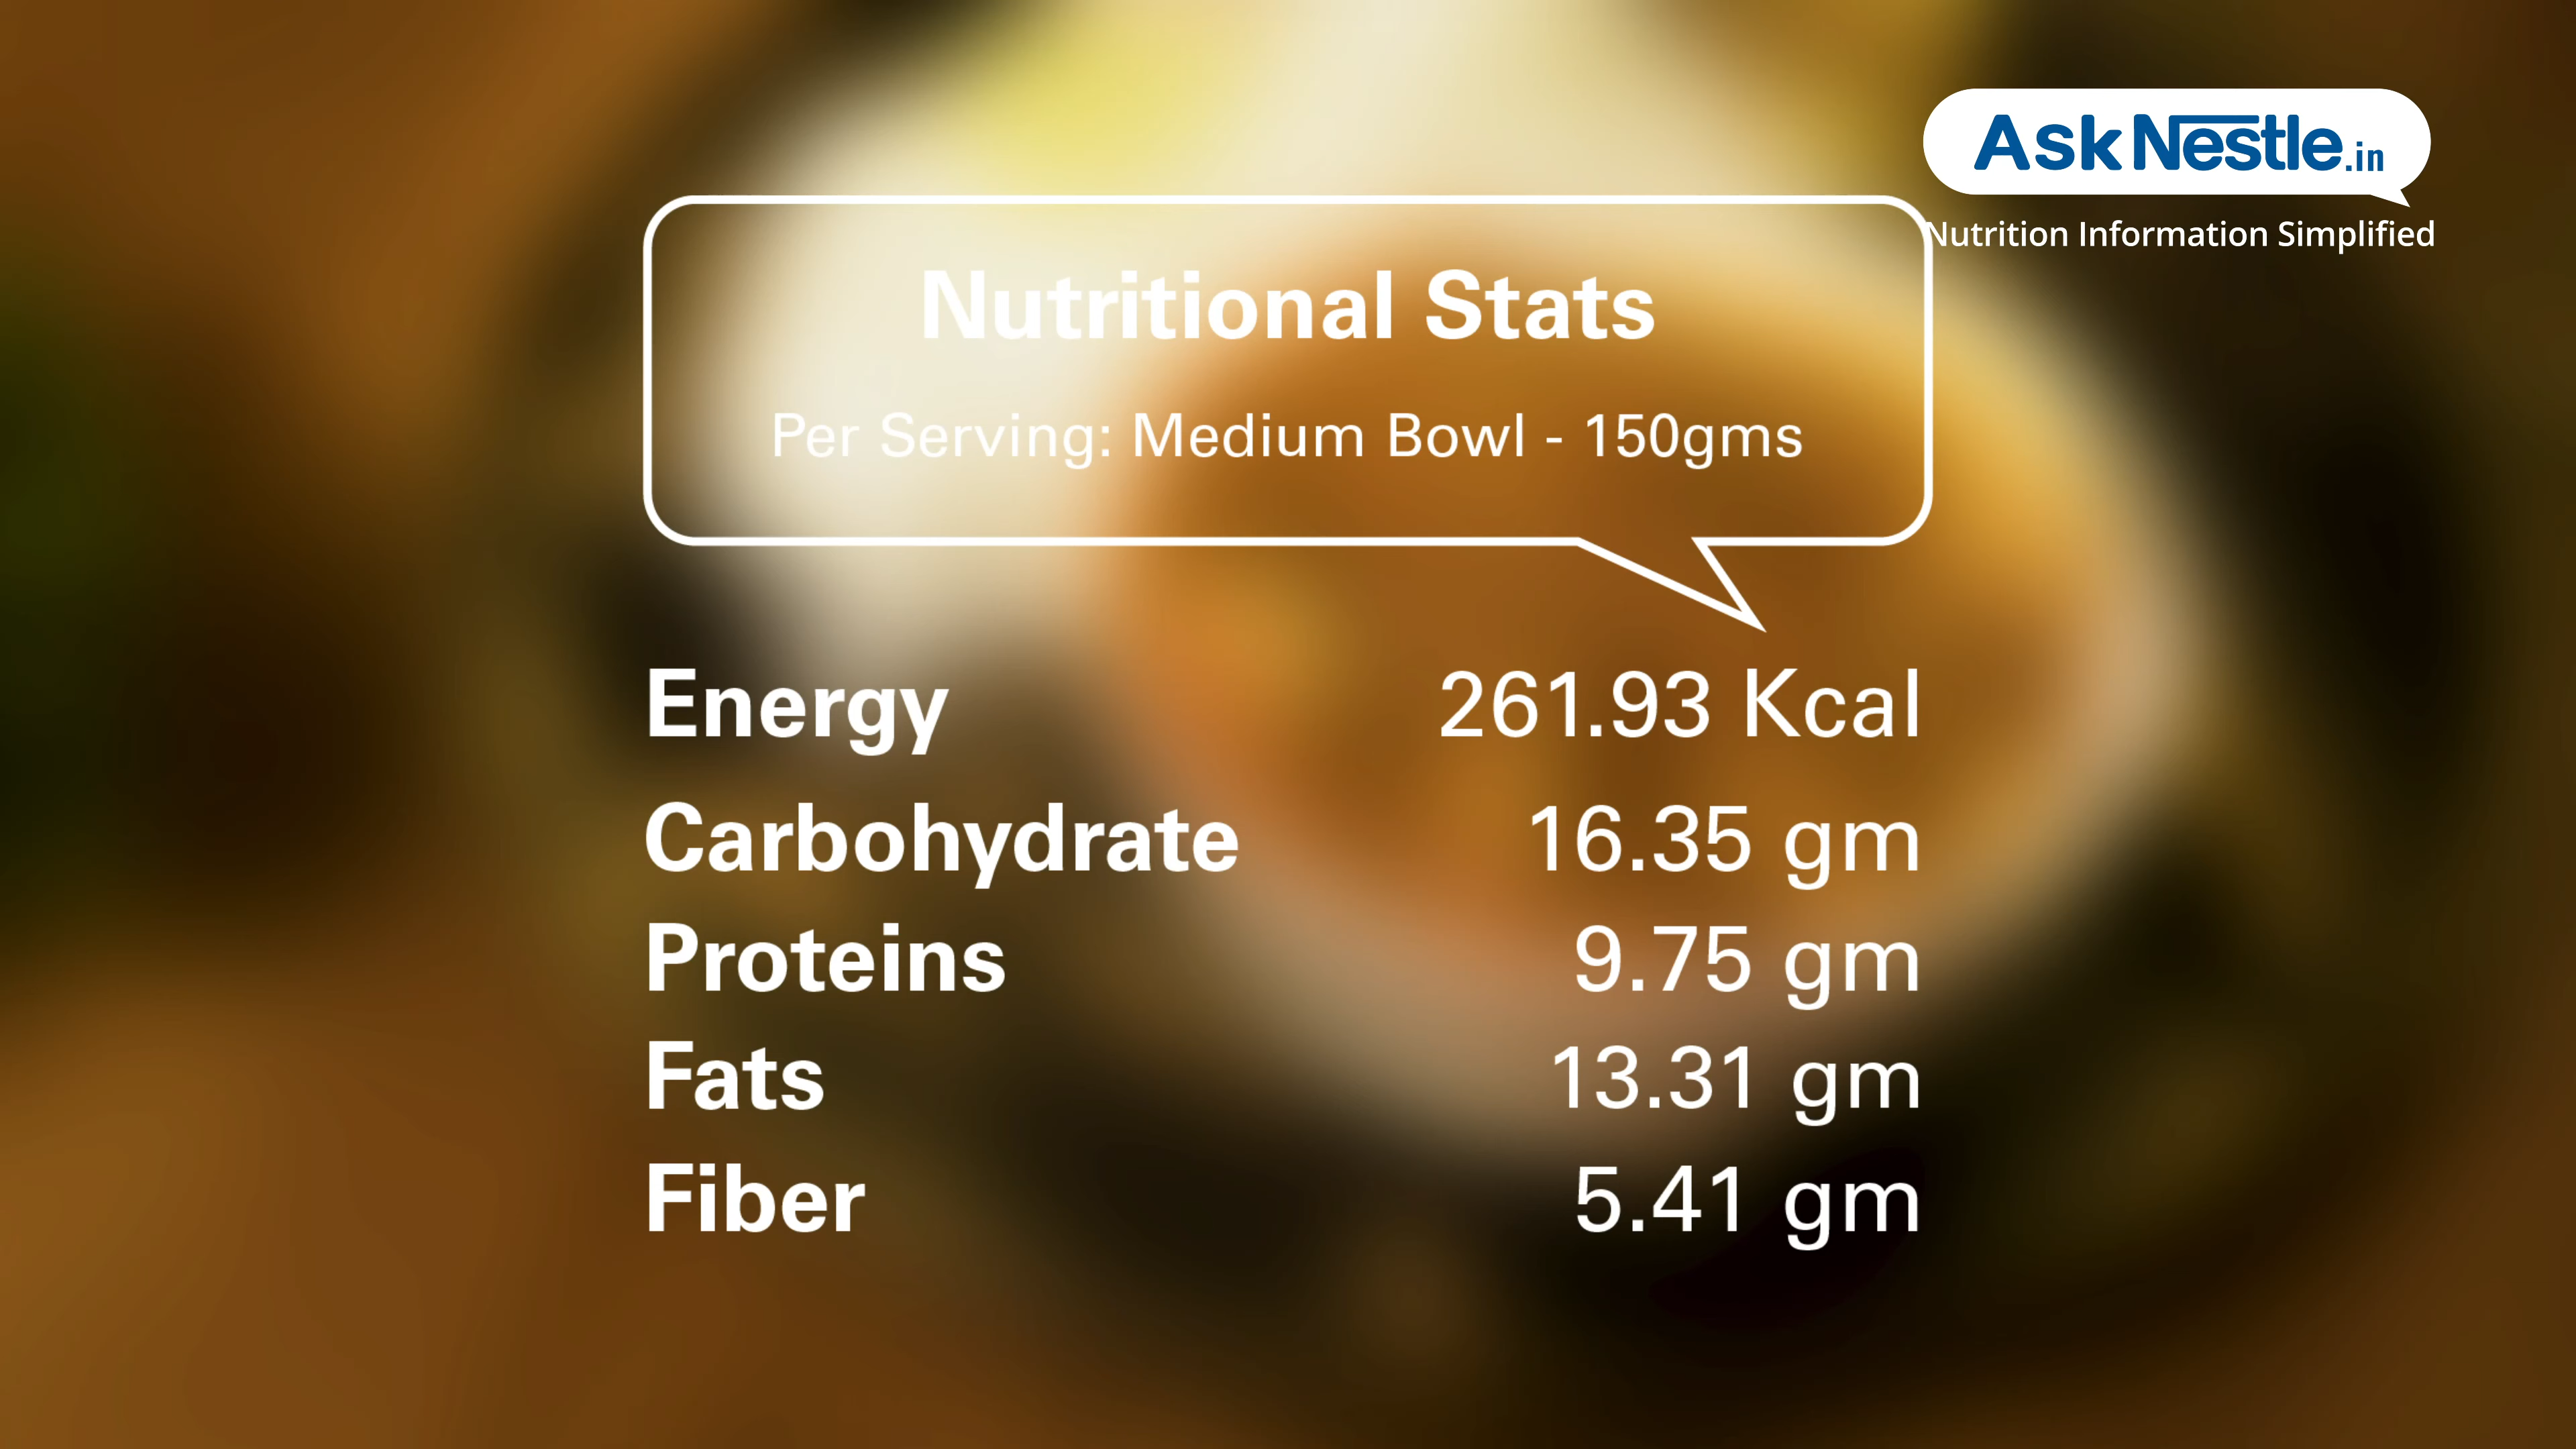 AskNestle.in
Nutrition Information Simplified
Nutritional Stats
Per Serving: Medium Bowl - 150gms
Energy 261.93 Kcal
Carbohydrate 16.35 gm
Proteins 9.75 gm
Fats 13.31 gm
Fiber 5.41 gm